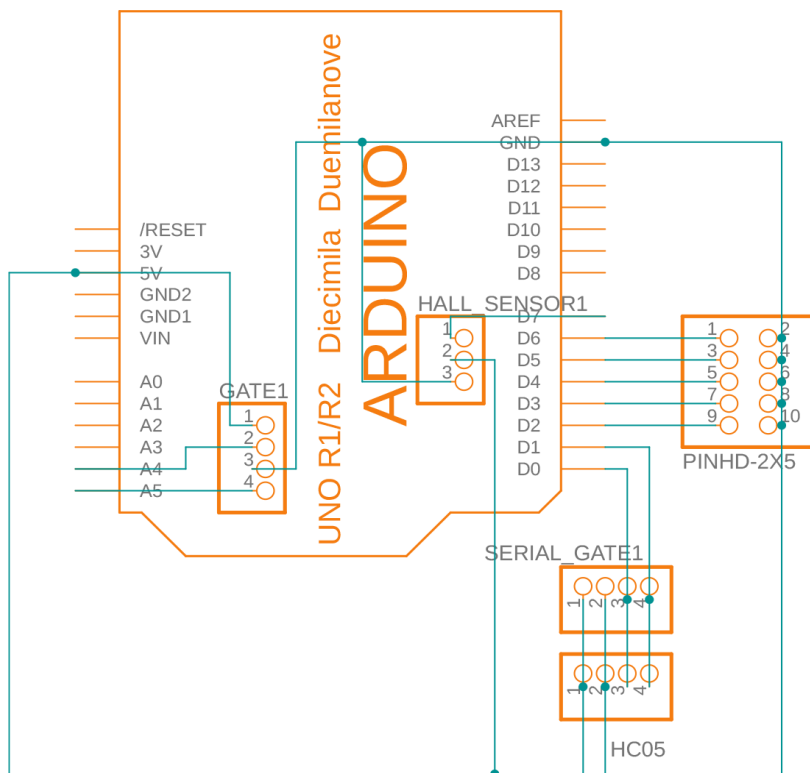 UNO R1/R2 Diecimila Duemilanove
ARDUINO
AREF
GND
D13
D12
D11
D10
D9
D8
D7
D6
D5
D4
D3
D2
D1
D0
/RESET
3V
5V
GND2
GND1
VIN
A0
A1
A2
A3
A4
A5
GATE1
1
2
3
4
HALL_SENSOR1
1
2
3
1 2
3 4
5 6
7 8
9 10
PINHD-2X5
SERIAL_GATE1
1 2 3 4
1 2 3 4
HC05